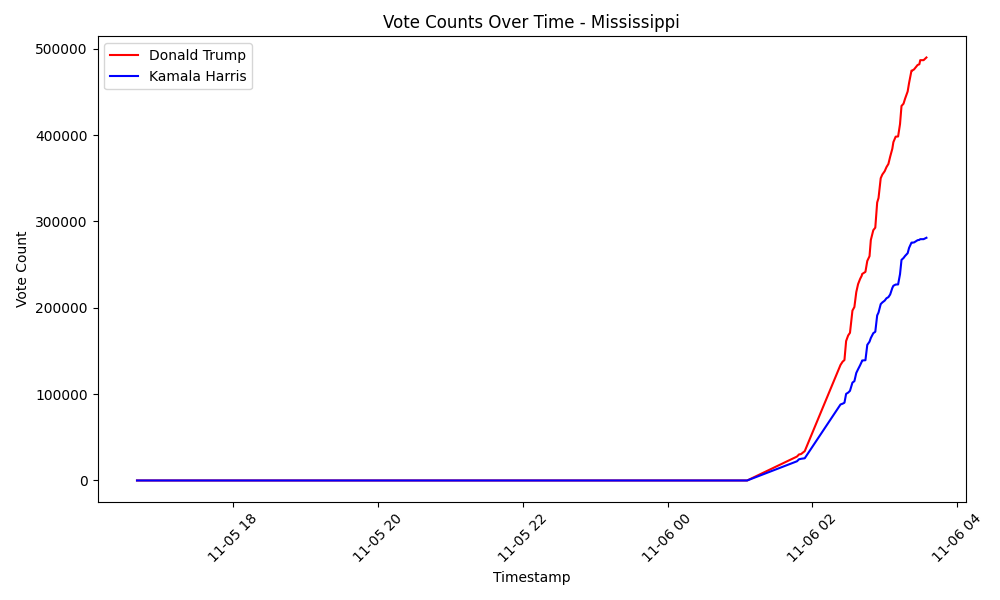 Vote Counts Over Time - Mississippi
Donald Trump
Kamala Harris
Vote Count
500000
400000
300000
200000
100000
0
11-05 18
11-05 20
11-05 22
11-06 00
11-06 02
11-06 04
Timestamp